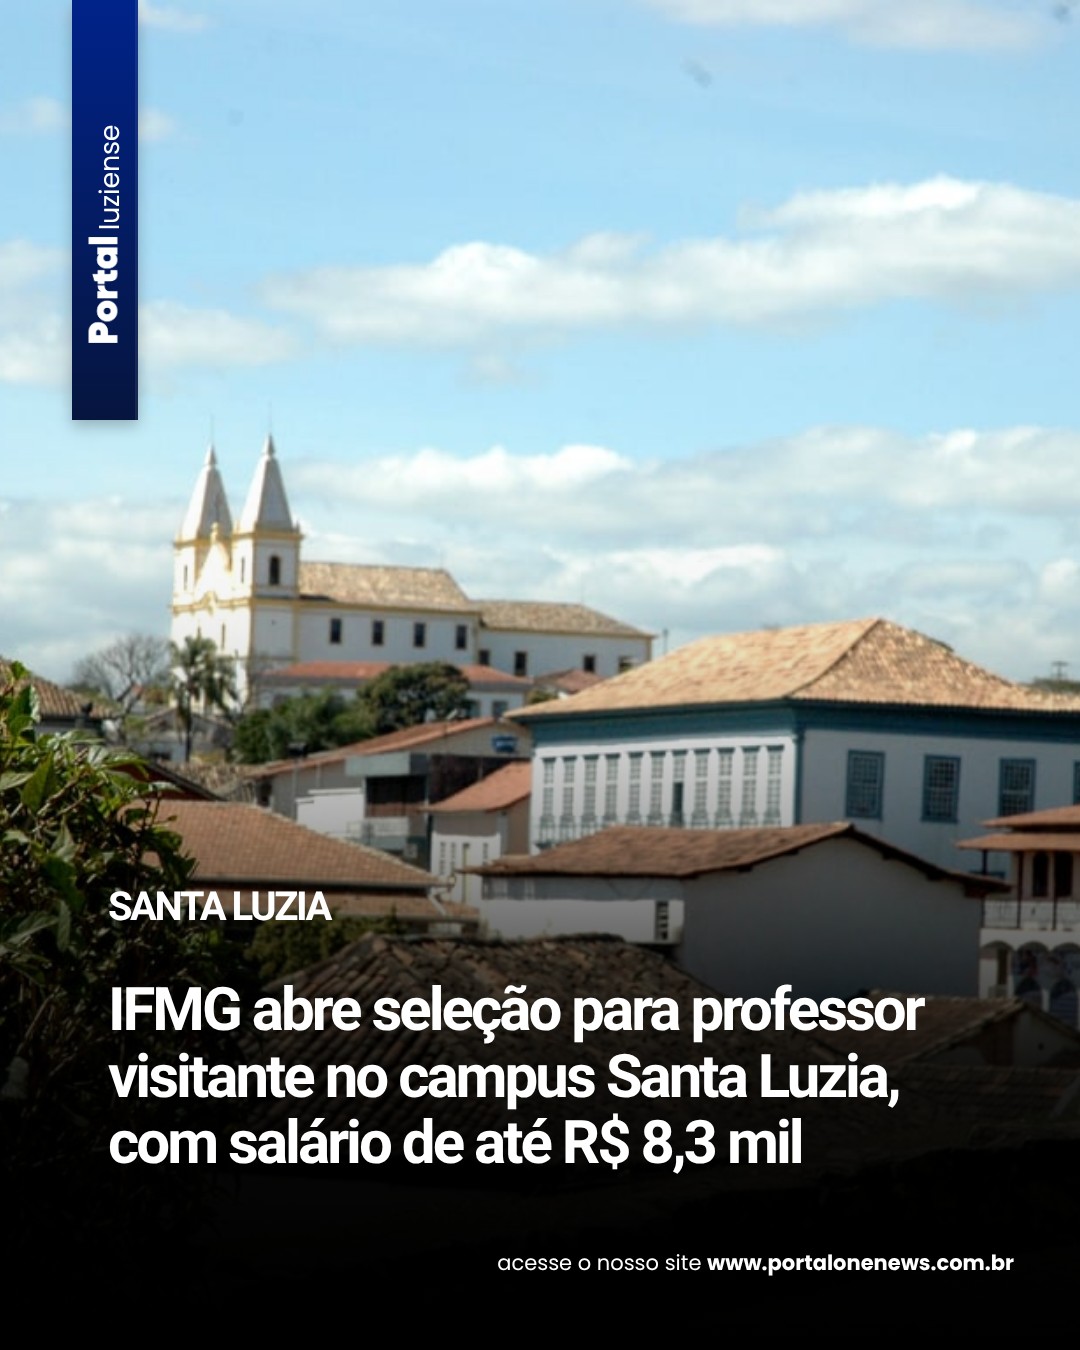 Portal luziense
SANTA LUZIA
IFMG abre seleção para professor
visitante no campus Santa Luzia,
com salário de até R$ 8,3 mil
acesse o nosso site www.portalonenews.com.br